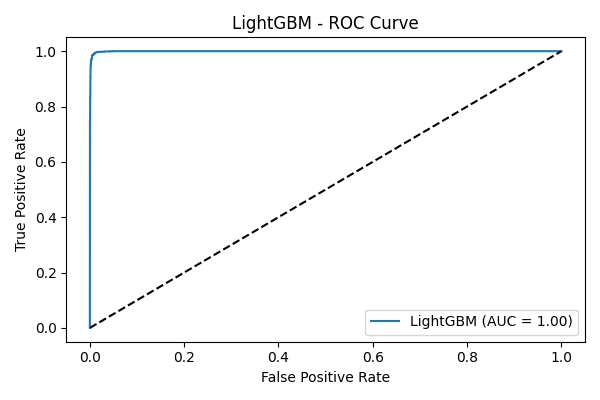 LightGBM - ROC Curve
True Positive Rate
1.0
0.8
0.6
0.4
0.2
0.0
LightGBM (AUC = 1.00)
0.0 0.2 0.4 0.6 0.8 1.0
False Positive Rate